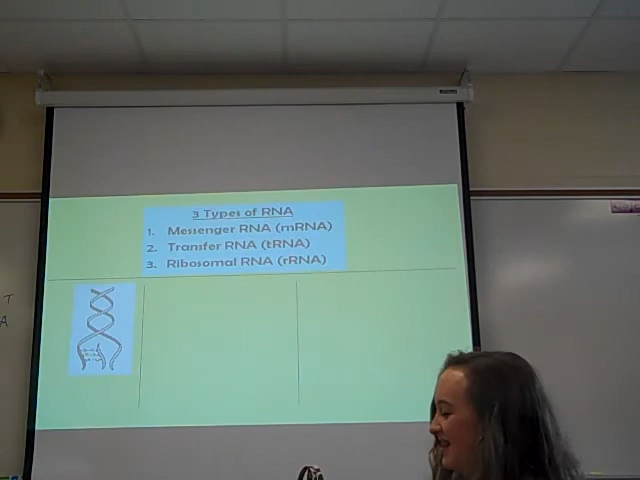 3 Types of RNA
1. Messenger RNA (mRNA)
2. Transfer RNA (tRNA)
3. Ribosomal RNA (rRNA)
T
A